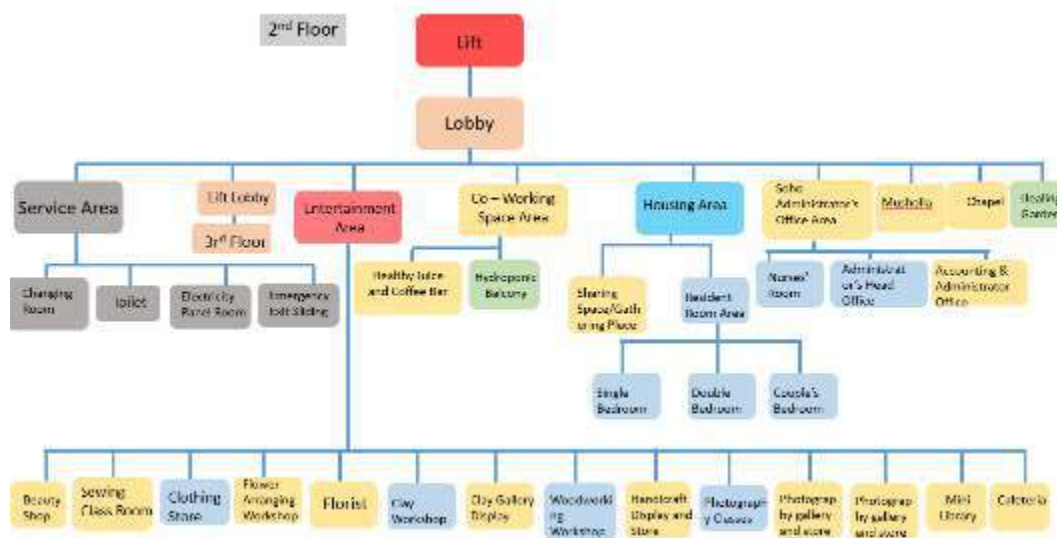 2nd Floor
Lift
Lobby
Service Area
Lift Lobby
3rd Floor
Entertainment
Area
Co – Working
Space Area
Housing Area
Soho
Administrator's
Office Area
Musholla
Chapel
Healing
Garden
Changing
Room
Toilet
Electricity
Panel Room
Emergency
Exit Sliding
Healthy Juice
and Coffee Bar
Hydroponic
Balcony
Sharing
Space/Gath
ering Place
Resident
Room Area
Nurses'
Room
Administrat
or's Head
Office
Accounting &
Administrator
Office
Single
Bedroom
Double
Bedroom
Couple's
Bedroom
Beauty
Shop
Sewing
Class Room
Clothing
Store
Flower
Arranging
Workshop
Florist
Clay
Workshop
Clay Gallery
Display
Woodworki
ng
Workshop
Handicraft
Display and
Store
Photograph
y Classes
Photograp
hy gallery
and store
Photograp
hy gallery
and store
Mini
Library
Cafeteria